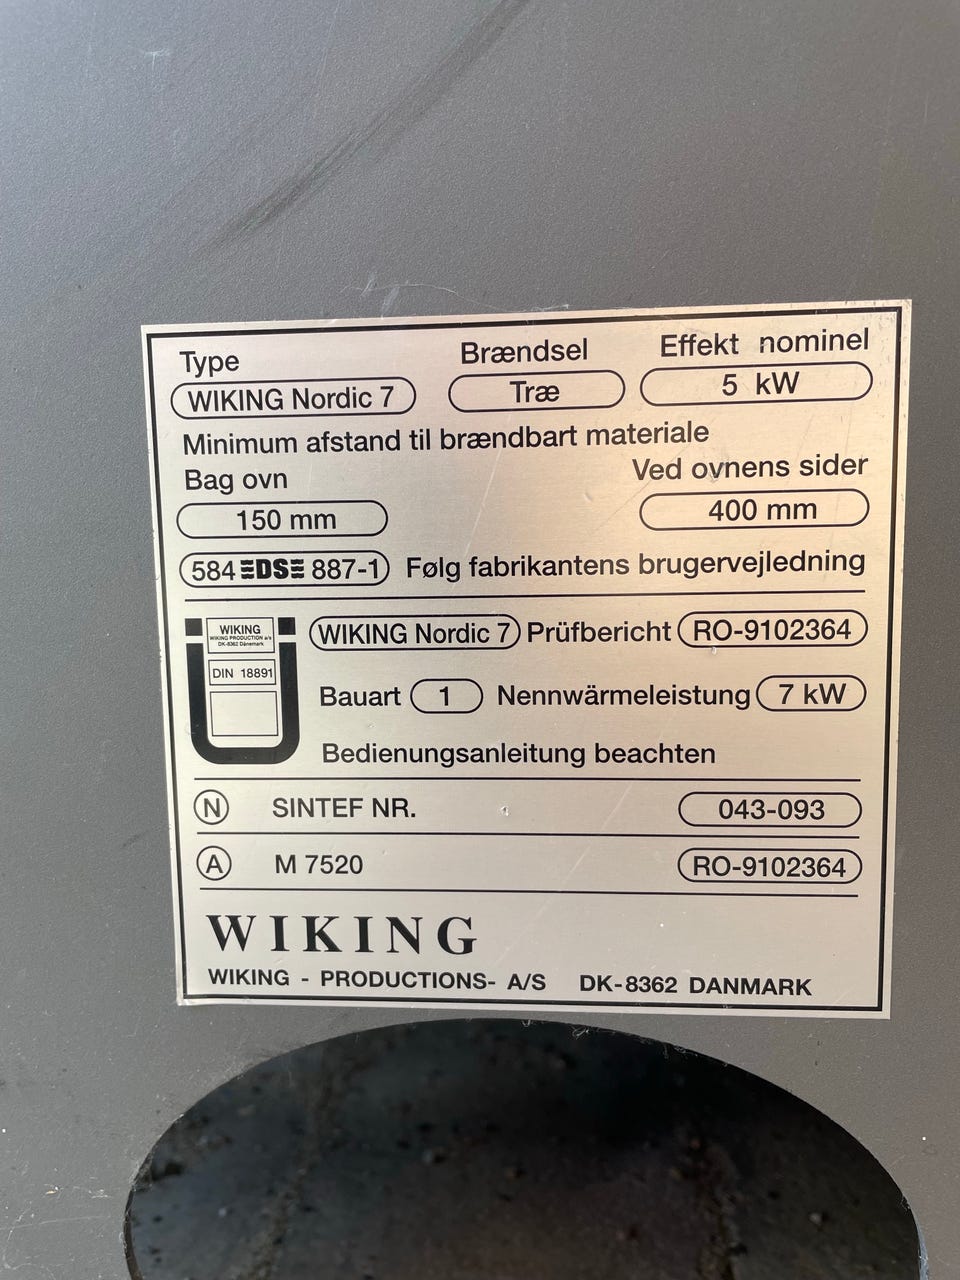 Type Brændsel Effekt nominel
WIKING Nordic 7 Træ 5 kW
Minimum afstand til brændbart materiale
Bag ovn Ved ovnens sider
150 mm 400 mm
584 DS 887-1 Følg fabrikantens brugervejledning
WIKING
WIKING PRODUCTION a/s
DK-8362 Dänemark
DIN 18891
WIKING Nordic 7 Prüfbericht RO-9102364
Bauart 1 Nennwärmeleistung 7 kW
Bedienungsanleitung beachten
N SINTEF NR. 043-093
A M 7520 RO-9102364
WIKING
WIKING - PRODUCTIONS- A/S DK-8362 DANMARK